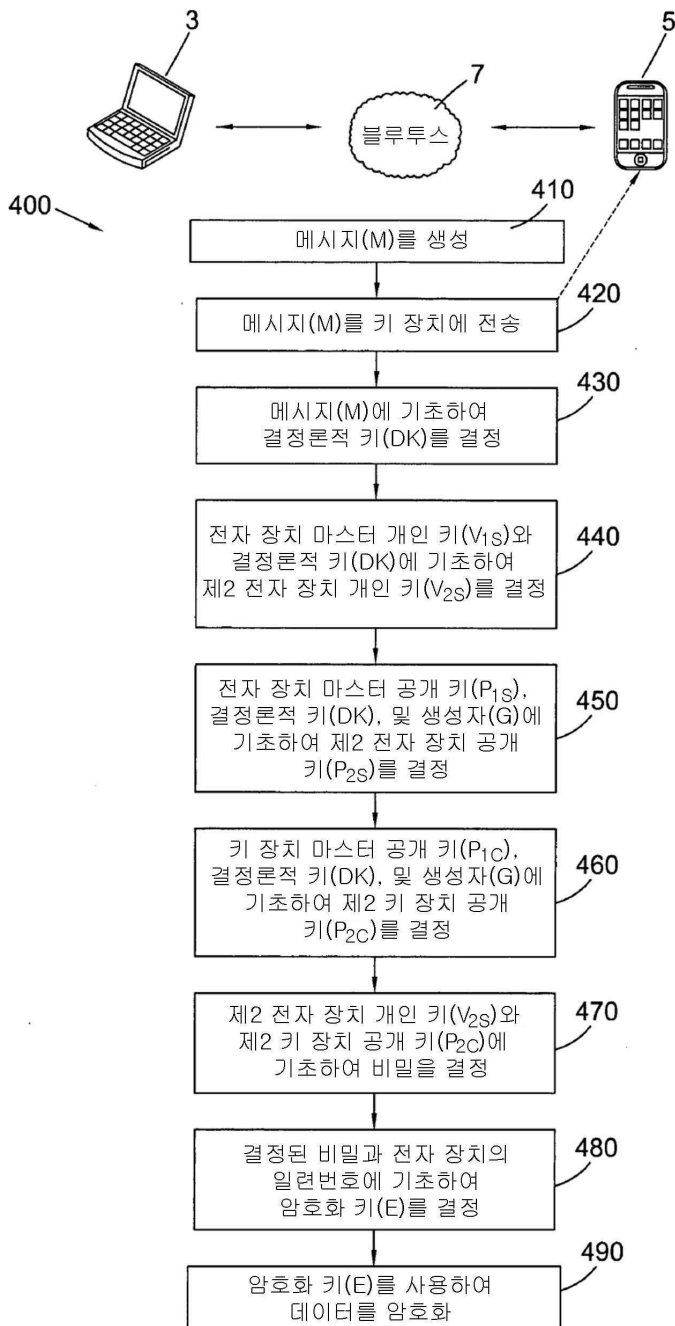 3
7
5
블루투스
400
410
메시지(M)를 생성
420
메시지(M)를 키 장치에 전송
430
메시지(M)에 기초하여
결정론적 키(DK)를 결정
440
전자 장치 마스터 개인 키(V1S)와
결정론적 키(DK)에 기초하여
제2 전자 장치 개인 키(V2S)를 결정
450
전자 장치 마스터 공개 키(P1S),
결정론적 키(DK), 및 생성자(G)에
기초하여 제2 전자 장치 공개
키(P2S)를 결정
460
키 장치 마스터 공개 키(P1C),
결정론적 키(DK), 및 생성자(G)에
기초하여 제2 키 장치 공개
키(P2C)를 결정
470
제2 전자 장치 개인 키(V2S)와
제2 키 장치 공개 키(P2C)에
기초하여 비밀을 결정
480
결정된 비밀과 전자 장치의
일련번호에 기초하여
암호화 키(E)를 결정
490
암호화 키(E)를 사용하여
데이터를 암호화